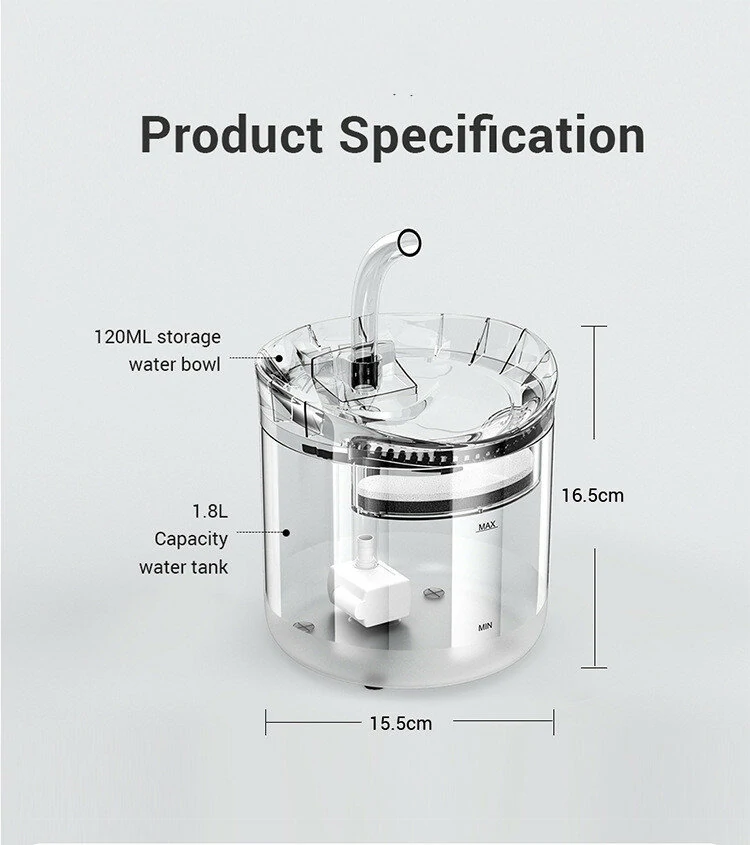 Product Specification
120ML storage
water bowl
16.5cm
1.8L
Capacity
water tank
MAX
MIN
15.5cm